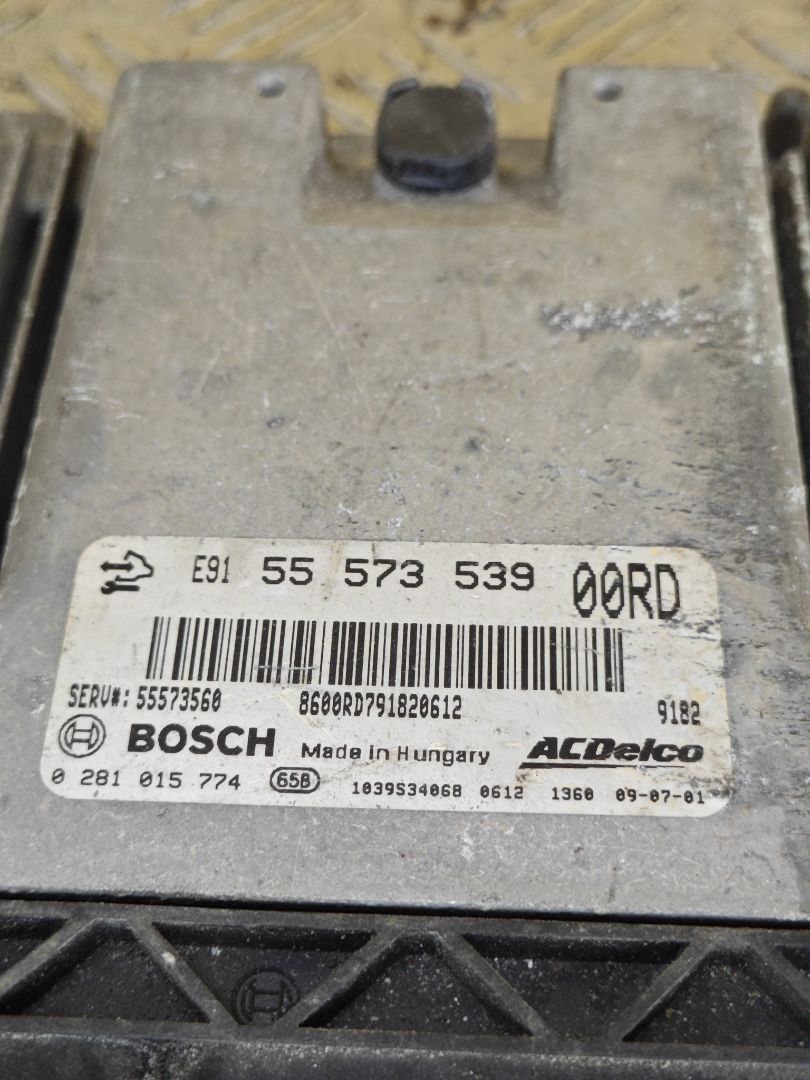 E91 55 573 539 00RD
SERV#: 55573560 8600RD791820612 9182
BOSCH Made in Hungary ACDelco
0 281 015 774 65B 1039S34068 0612 1360 09-07-01